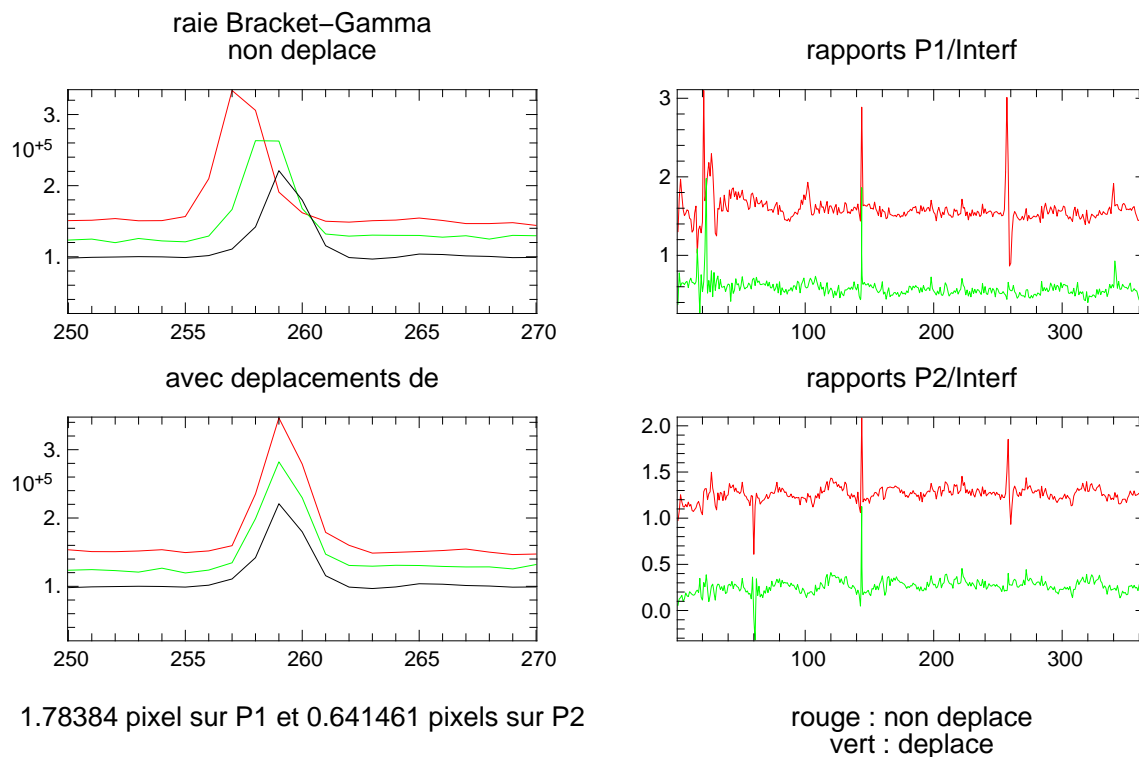 raie Bracket−Gamma
non deplace
rapports P1/Interf
3.
10+5
2.
1.
250 255 260 265 270
3
2
1
100 200 300
avec deplacements de
rapports P2/Interf
3.
10+5
2.
1.
250 255 260 265 270
2.0
1.5
1.0
0.5
0.0
100 200 300
1.78384 pixel sur P1 et 0.641461 pixels sur P2
rouge : non deplace
vert : deplace